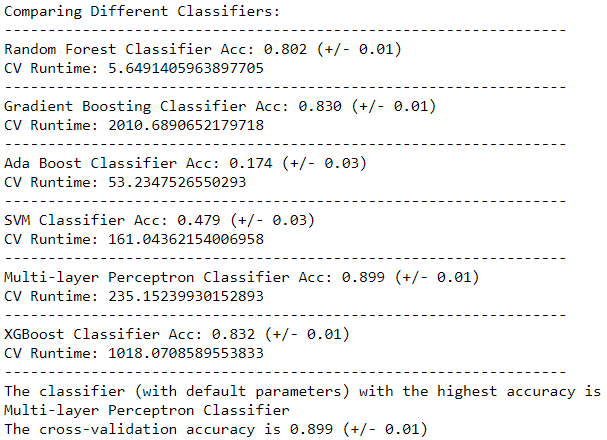 Comparing Different Classifiers:
-----------------------------------------------------------------
Random Forest Classifier Acc: 0.802 (+/- 0.01)
CV Runtime: 5.6491405963897705
-----------------------------------------------------------------
Gradient Boosting Classifier Acc: 0.830 (+/- 0.01)
CV Runtime: 2010.6890652179718
-----------------------------------------------------------------
Ada Boost Classifier Acc: 0.174 (+/- 0.03)
CV Runtime: 53.2347526550293
-----------------------------------------------------------------
SVM Classifier Acc: 0.479 (+/- 0.03)
CV Runtime: 161.04362154006958
-----------------------------------------------------------------
Multi-layer Perceptron Classifier Acc: 0.899 (+/- 0.01)
CV Runtime: 235.15239930152893
-----------------------------------------------------------------
XGBoost Classifier Acc: 0.832 (+/- 0.01)
CV Runtime: 1018.0708589553833
-----------------------------------------------------------------
The classifier (with default parameters) with the highest accuracy is
Multi-layer Perceptron Classifier
The cross-validation accuracy is 0.899 (+/- 0.01)